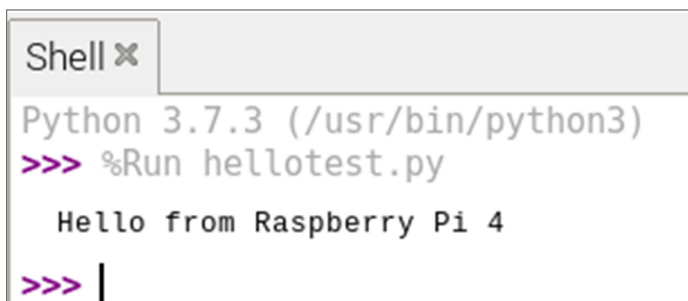 Shell
Python 3.7.3 (/usr/bin/python3)
>>> %Run hellotest.py
Hello from Raspberry Pi 4
>>>